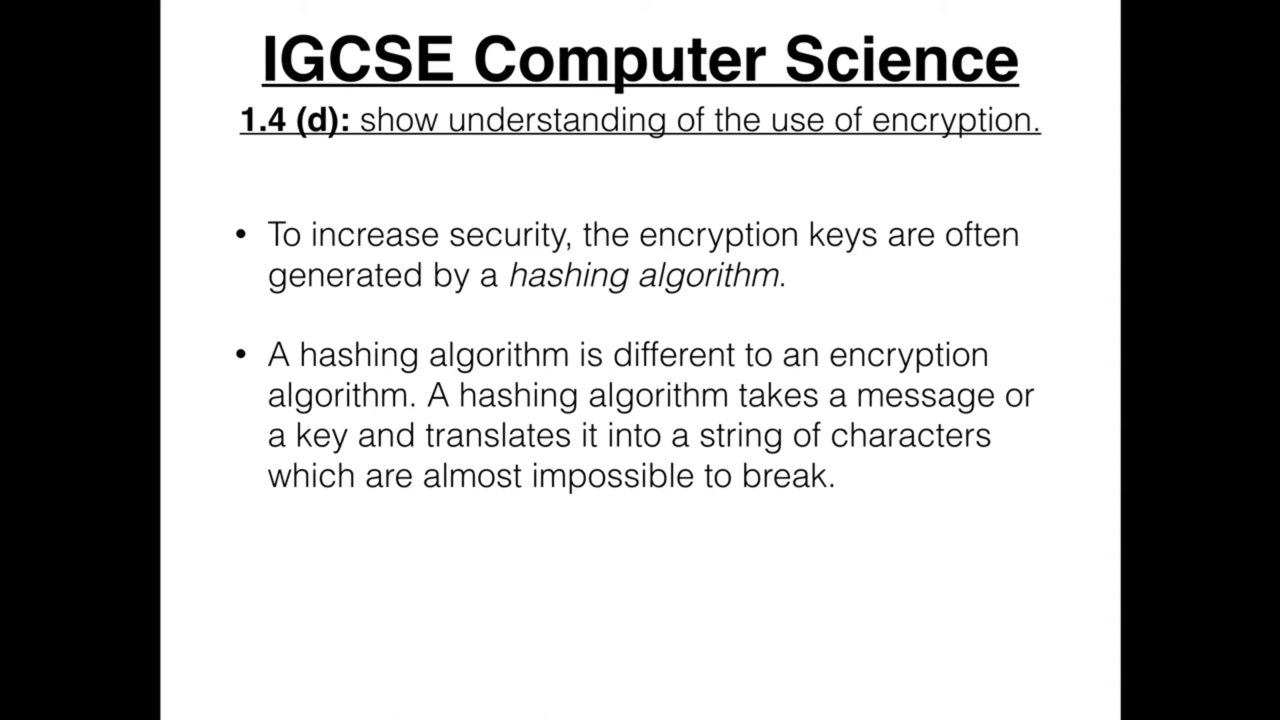 IGCSE Computer Science
1.4 (d): show understanding of the use of encryption.
• To increase security, the encryption keys are often
generated by a hashing algorithm.
• A hashing algorithm is different to an encryption
algorithm. A hashing algorithm takes a message or
a key and translates it into a string of characters
which are almost impossible to break.